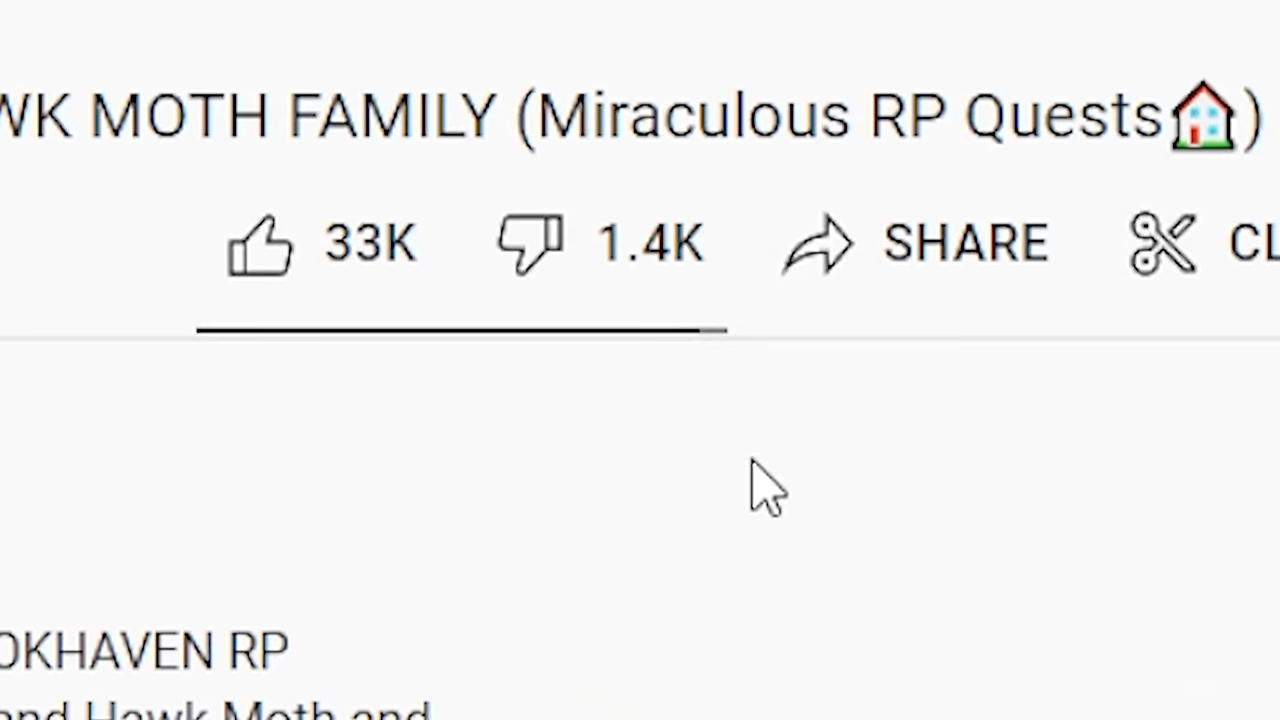 WK MOTH FAMILY (Miraculous RP Quests🏠)
33K 1.4K SHARE CL
OKHAVEN RP
and Hawk Moth and